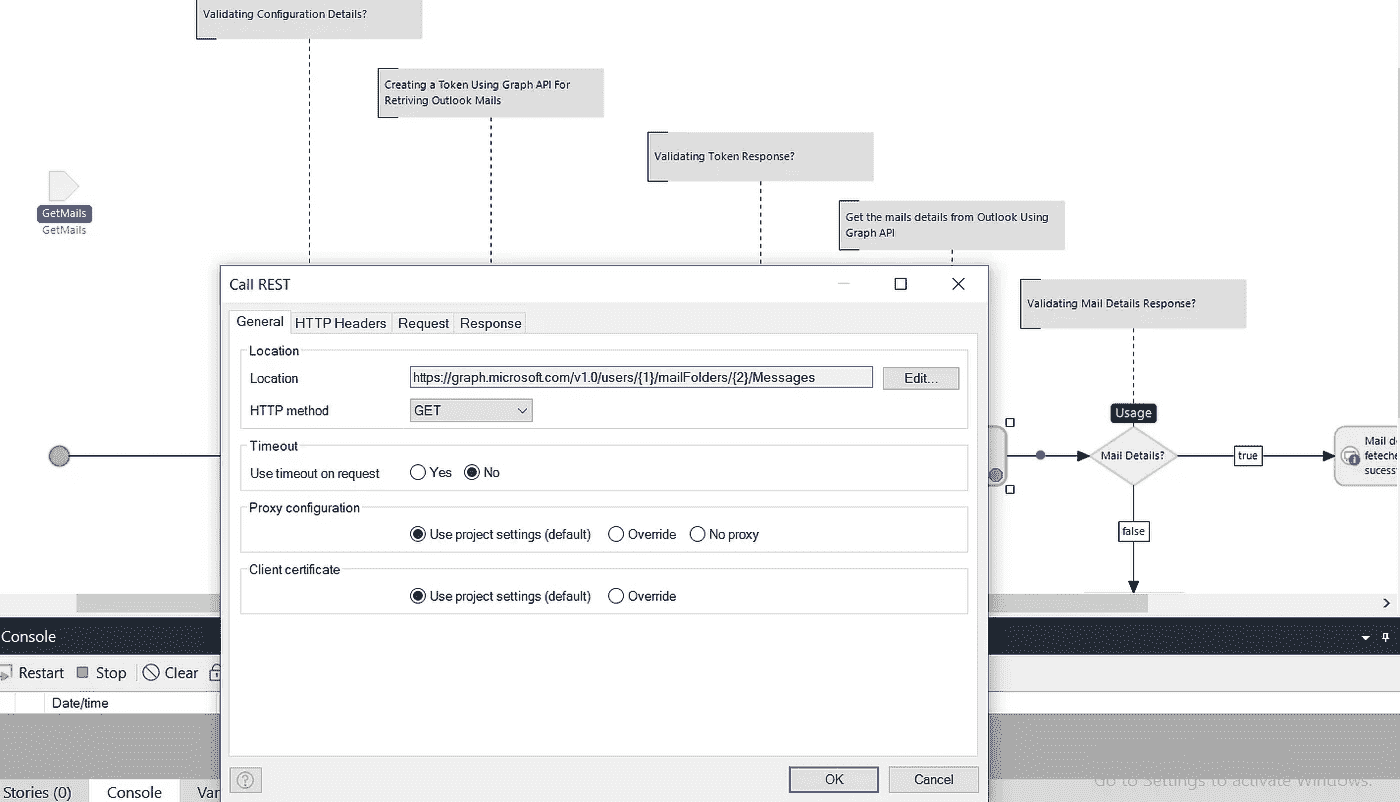 Validating Configuration Details?
Creating a Token Using Graph API For
Retriving Outlook Mails
Validating Token Response?
GetMails
GetMails
Get the mails details from Outlook Using
Graph API
Validating Mail Details Response?
Call REST
General HTTP Headers Request Response
Location
Location https://graph.microsoft.com/v1.0/users/{1}/mailFolders/{2}/Messages Edit...
HTTP method GET
Timeout
Use timeout on request Yes No
Proxy configuration
Use project settings (default) Override No proxy
Client certificate
Use project settings (default) Override
OK Cancel
Usage
Mail Details?
true
false
Mail d
feteche
sucess
Console
Restart Stop Clear
Date/time
Stories (0) Console Var
Go to Settings to activate Windows.